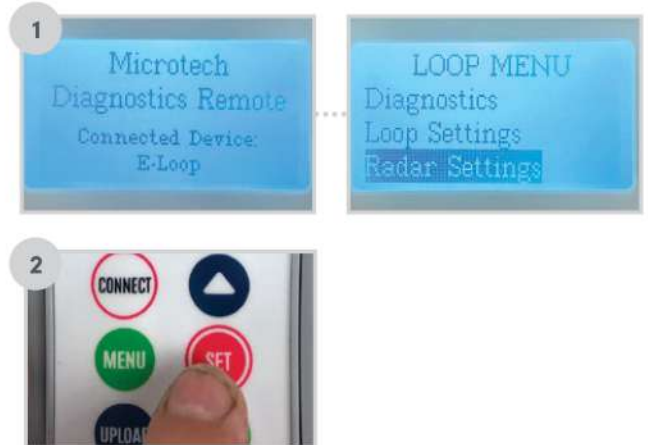 1
Microtech
Diagnostics Remote
Connected Device:
E-Loop
LOOP MENU
Diagnostics
Loop Settings
Radar Settings
2
CONNECT
MENU
SET